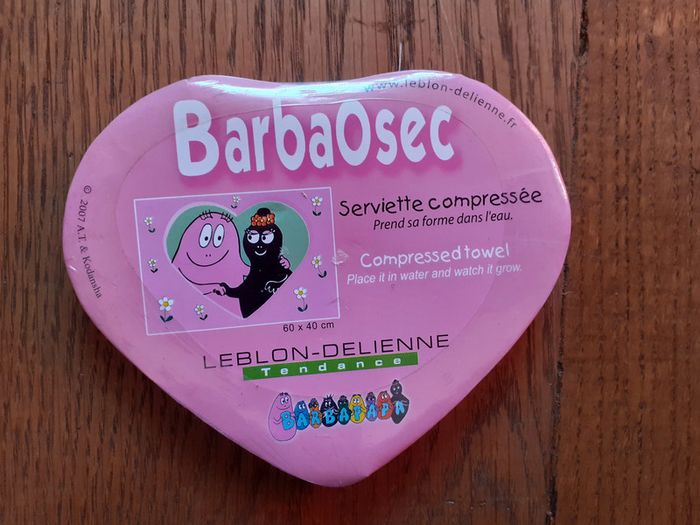 www.leblon-delienne.fr
BarbaOsec
© 2007 A.T. & Kodansha
Serviette compressée
Prend sa forme dans l'eau.
Compressed towel
Place it in water and watch it grow.
60 x 40 cm
LEBLON-DELIENNE
Tendance
BARBAPAPA